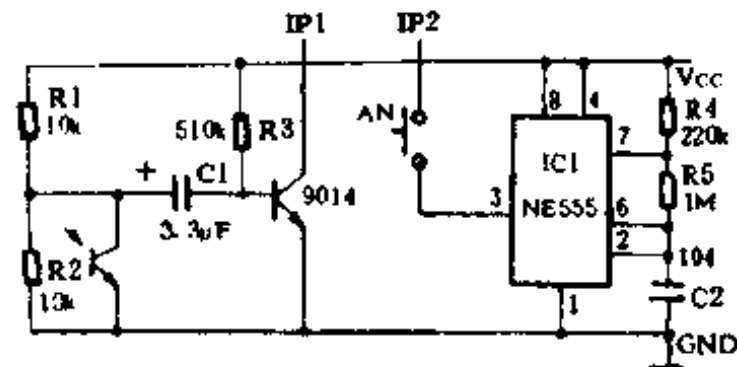 IP1
IP2
R1
10k
510k
R3
+
C1
3.3μF
9014
R2
10k
AN
8
4
7
IC1
NE555
3
6
2
1
Vcc
R4
220k
R5
1M
104
C2
GND